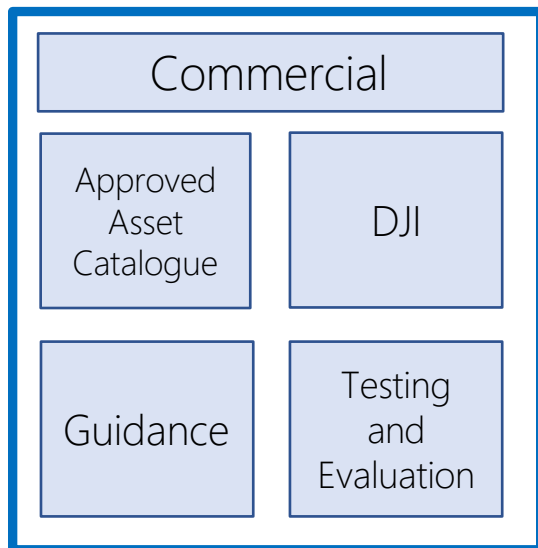 Commercial
Approved
Asset
Catalogue
DJI
Guidance
Testing
and
Evaluation